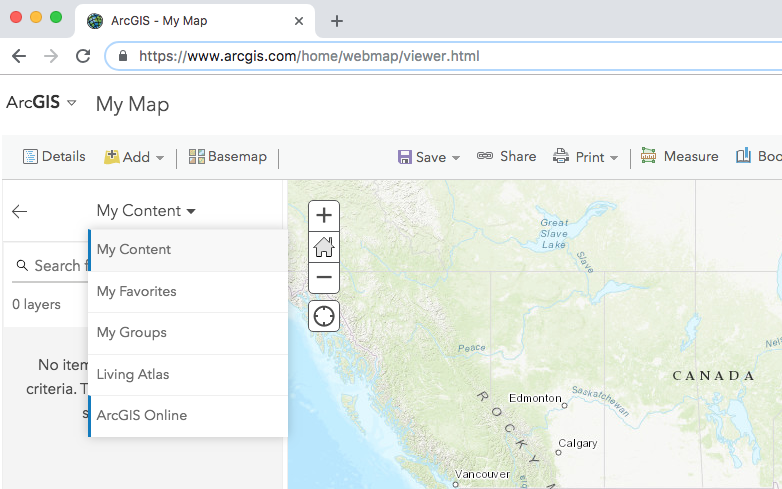 ArcGIS - My Map
https://www.arcgis.com/home/webmap/viewer.html
ArcGIS My Map
Details Add Basemap Save Share Print Measure Boo
My Content
My Content
Search f
My Favorites
0 layers
My Groups
No item
Living Atlas
criteria. T
ArcGIS Online
s
Great
Slave
Lake
Slave
Peace
CANADA
Edmonton
Saskatchewan
ROCKY
Calgary
Vancouver